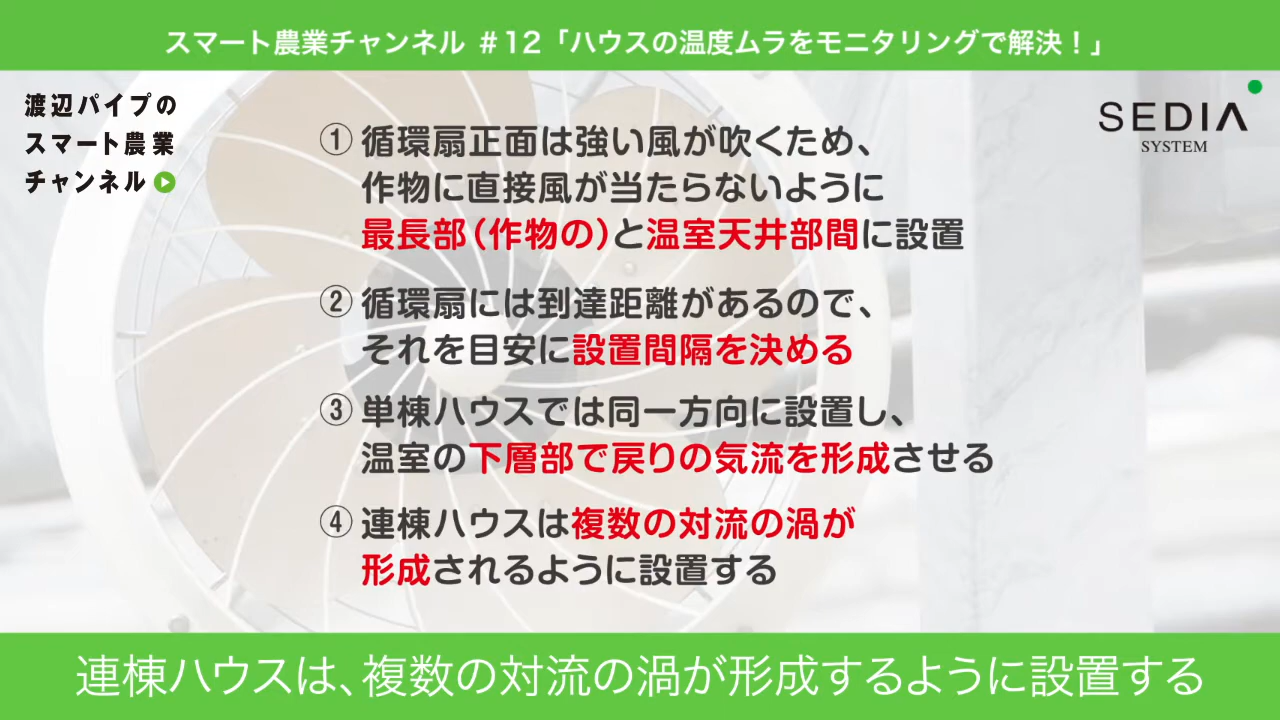 スマート農業チャンネル #12「ハウスの温度ムラをモニタリングで解決！」
渡辺パイプの
スマート農業
チャンネル
SEDIA
SYSTEM
① 循環扇正面は強い風が吹くため、
作物に直接風が当たらないように
最長部（作物の）と温室天井部間に設置
② 循環扇には到達距離があるので、
それを目安に設置間隔を決める
③ 単棟ハウスでは同一方向に設置し、
温室の下層部で戻りの気流を形成させる
④ 連棟ハウスは複数の対流の渦が
形成されるように設置する
連棟ハウスは、複数の対流の渦が形成するように設置する